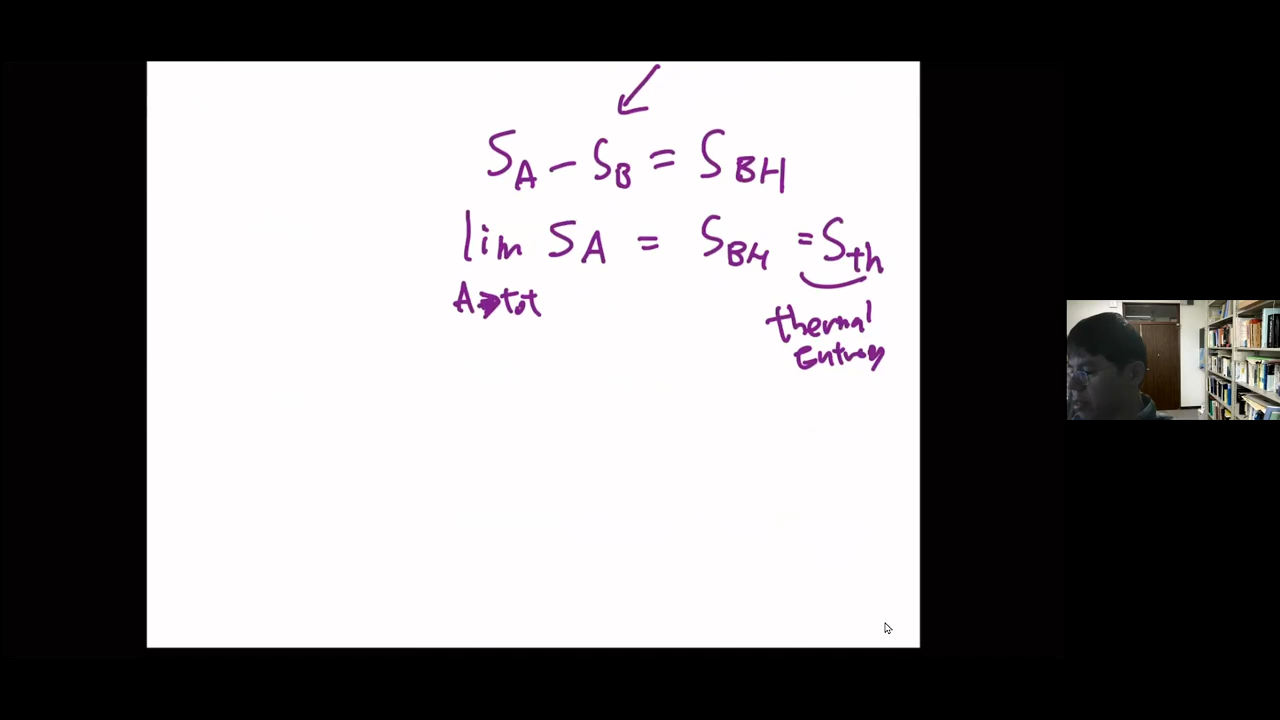 S_A - S_B = S_BH
lim S_A = S_BH = S_th
A→tot
thermal
Entropy